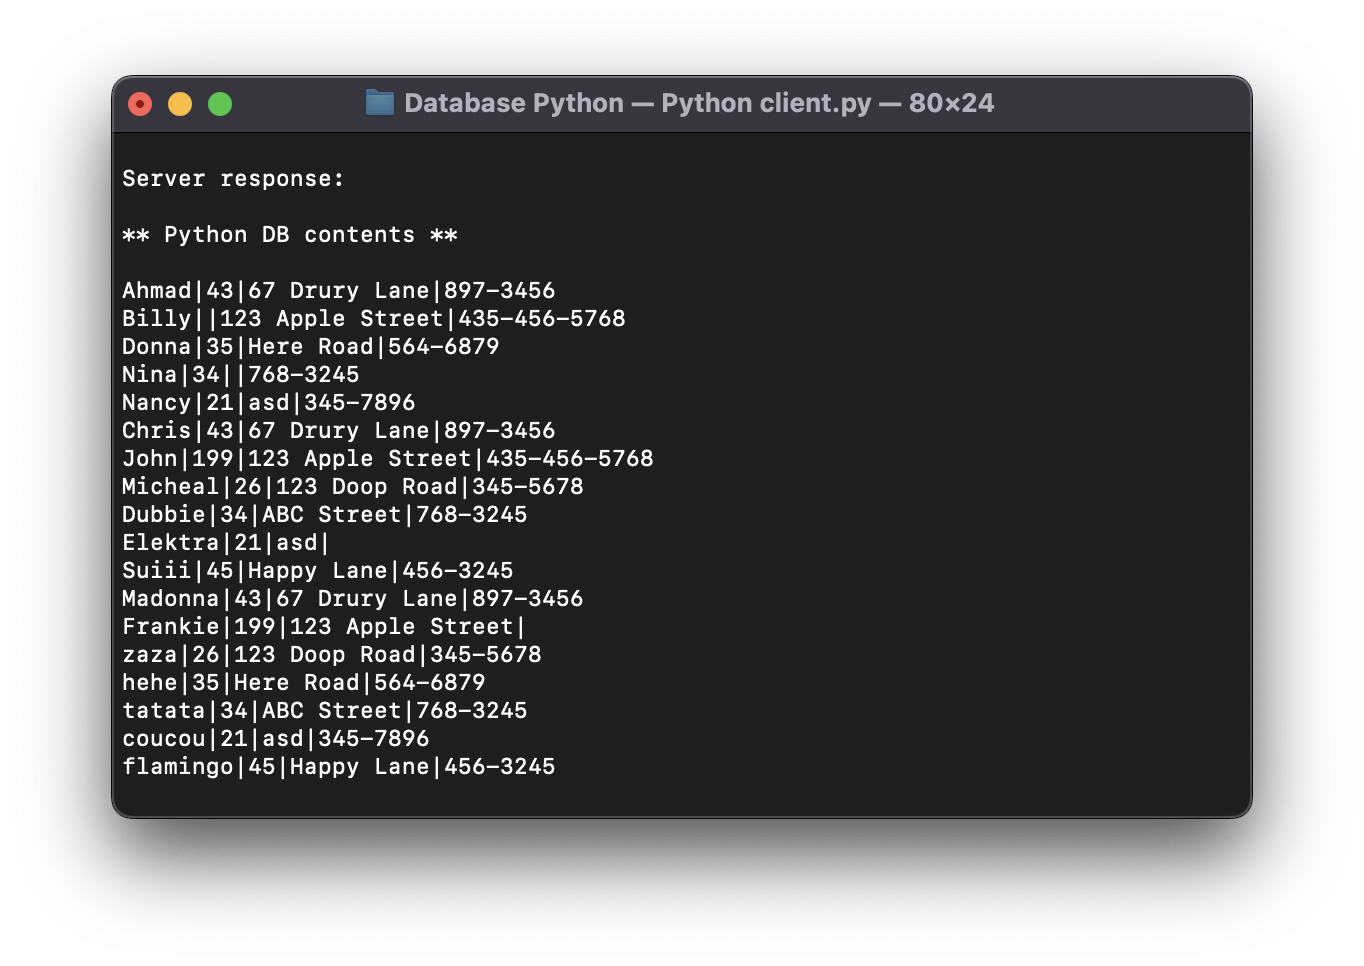 Database Python — Python client.py — 80×24
Server response:
** Python DB contents **
Ahmad|43|67 Drury Lane|897-3456
Billy||123 Apple Street|435-456-5768
Donna|35|Here Road|564-6879
Nina|34||768-3245
Nancy|21|asd|345-7896
Chris|43|67 Drury Lane|897-3456
John|199|123 Apple Street|435-456-5768
Micheal|26|123 Doop Road|345-5678
Dubbie|34|ABC Street|768-3245
Elektra|21|asd|
Suiii|45|Happy Lane|456-3245
Madonna|43|67 Drury Lane|897-3456
Frankie|199|123 Apple Street|
zaza|26|123 Doop Road|345-5678
hehe|35|Here Road|564-6879
tatata|34|ABC Street|768-3245
coucou|21|asd|345-7896
flamingo|45|Happy Lane|456-3245